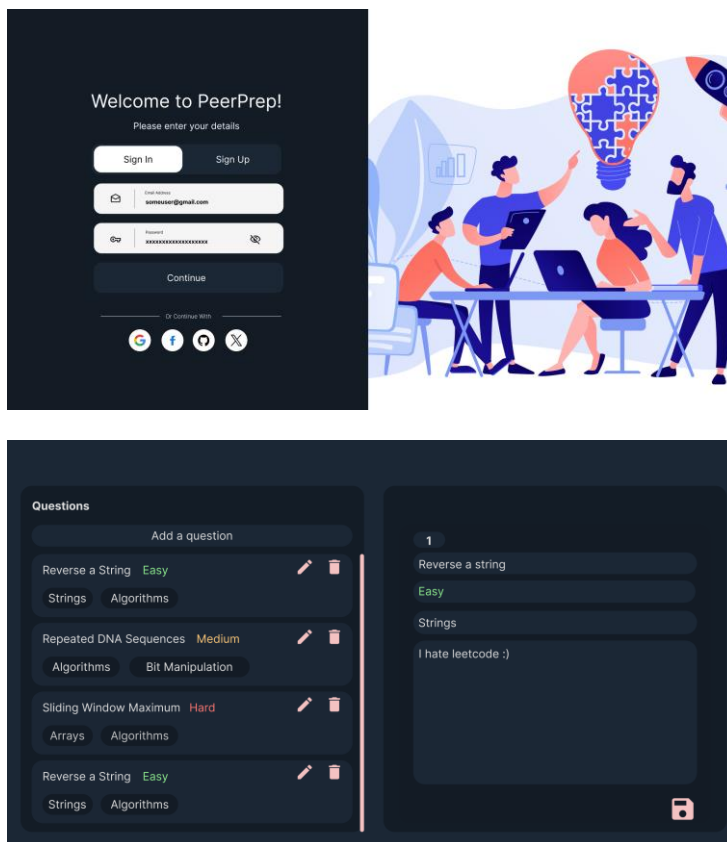 Welcome to PeerPrep!
Please enter your details
Sign In Sign Up
Email Address
someuser@gmail.com
Password
xxxxxxxxxxxxxxxxxxx
Continue
Or Continue With
Questions
Add a question
Reverse a String Easy
Strings Algorithms
Repeated DNA Sequences Medium
Algorithms Bit Manipulation
Sliding Window Maximum Hard
Arrays Algorithms
Reverse a String Easy
Strings Algorithms
1
Reverse a string
Easy
Strings
I hate leetcode :)